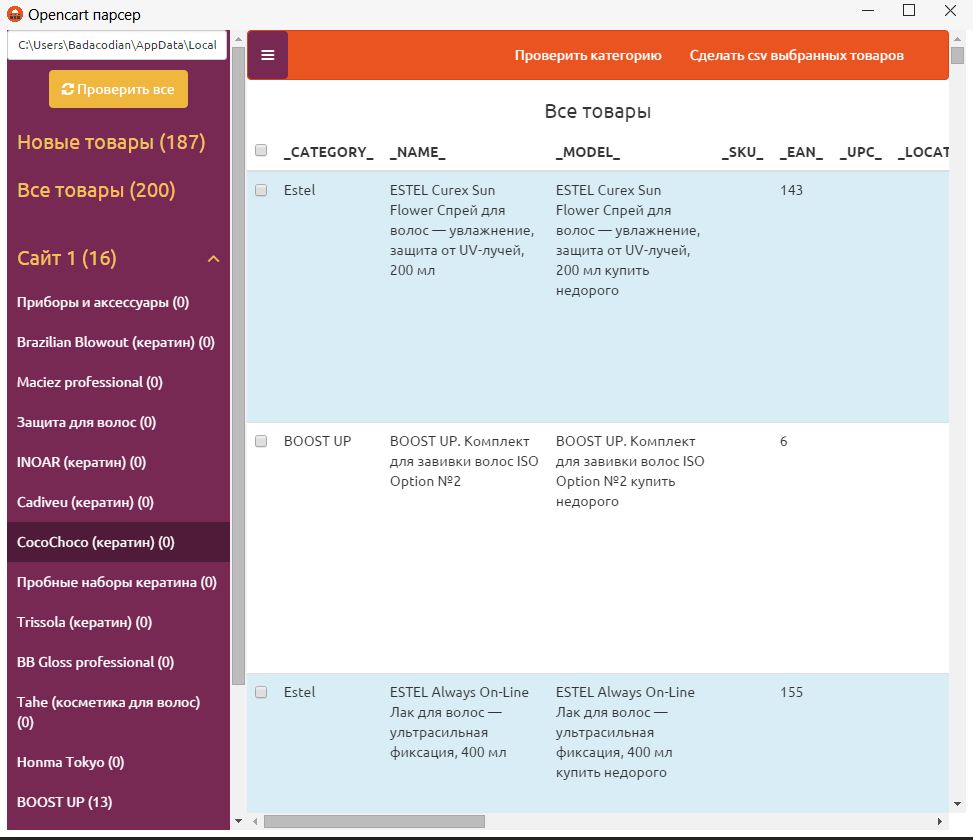 Opencart парсер
C:\Users\Badacodian\AppData\Local
Проверить все
Новые товары (187)
Все товары (200)
Сайт 1 (16)
Приборы и аксессуары (0)
Brazilian Blowout (кератин) (0)
Maciez professional (0)
Защита для волос (0)
INOAR (кератин) (0)
Cadiveu (кератин) (0)
CocoChoco (кератин) (0)
Пробные наборы кератина (0)
Trissola (кератин) (0)
BB Gloss professional (0)
Tahe (косметика для волос)
(0)
Honma Tokyo (0)
BOOST UP (13)
Проверить категорию
Сделать csv выбранных товаров
Все товары
_CATEGORY_ _NAME_ _MODEL_ _SKU_ _EAN_ _UPC_ _LOCAT
Estel
ESTEL Curex Sun
Flower Спрей для
волос — увлажнение,
защита от UV-лучей,
200 мл
ESTEL Curex Sun
Flower Спрей для
волос — увлажнение,
защита от UV-лучей,
200 мл купить
недорого
143
BOOST UP
BOOST UP. Комплект
для завивки волос ISO
Option №2
BOOST UP. Комплект
для завивки волос ISO
Option №2 купить
недорого
6
Estel
ESTEL Always On-Line
Лак для волос —
ультрасильная
фиксация, 400 мл
ESTEL Always On-Line
Лак для волос —
ультрасильная
фиксация, 400 мл
купить недорого
155